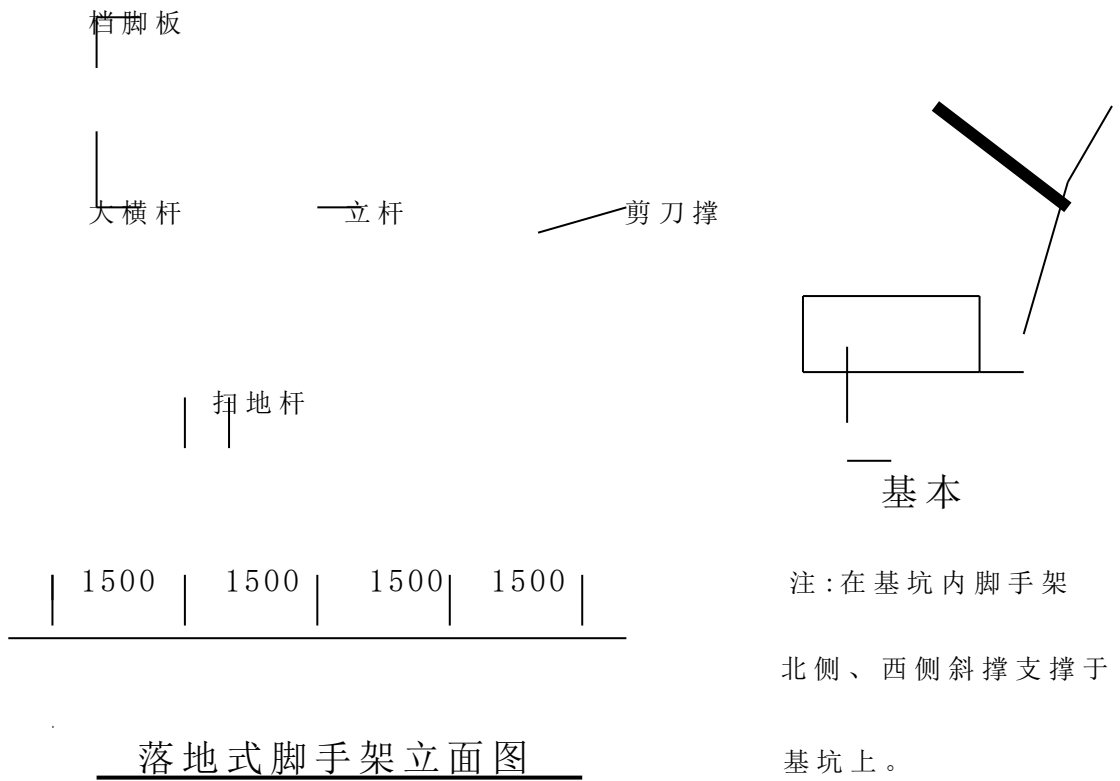 档脚板
大横杆 立杆 剪刀撑
扫地杆
基本
1500 1500 1500 1500
注:在基坑内脚手架
北侧、西侧斜撑支撑于
基坑上。
落地式脚手架立面图